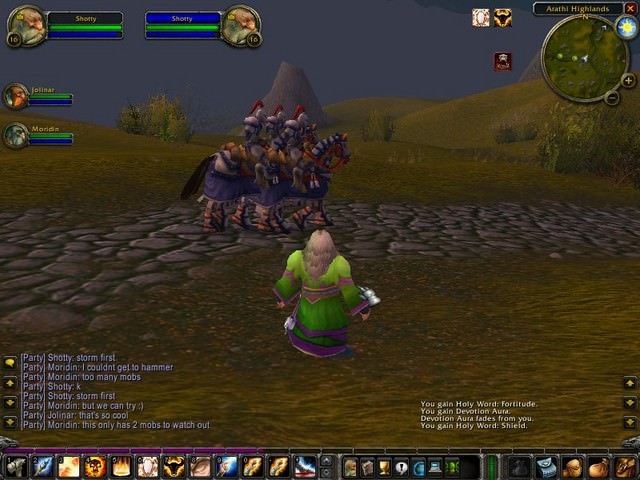 Shotty
16
Shotty
16
Arathi Highlands
N
Jolinar
Moridin
[Party] Shotty: storm first
[Party] Moridin: I couldnt get to hammer
[Party] Moridin: too many mobs
[Party] Shotty: k
[Party] Shotty: storm first
[Party] Moridin: but we can try :)
[Party] Jolinar: that's so cool
[Party] Moridin: this only has 2 mobs to watch out
You gain Holy Word: Fortitude.
You gain Devotion Aura.
Devotion Aura fades from you.
You gain Holy Word: Shield.